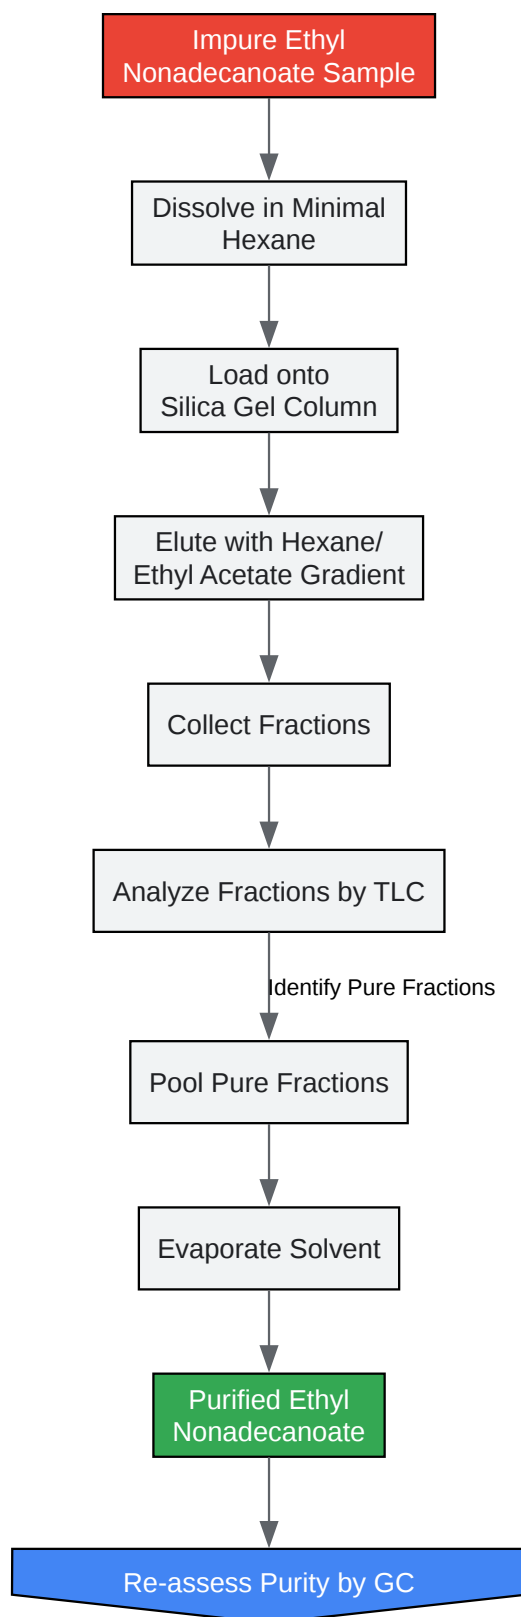 Impure Ethyl
Nonadecanoate Sample
Dissolve in Minimal
Hexane
Load onto
Silica Gel Column
Elute with Hexane/
Ethyl Acetate Gradient
Collect Fractions
Analyze Fractions by TLC
Identify Pure Fractions
Pool Pure Fractions
Evaporate Solvent
Purified Ethyl
Nonadecanoate
Re-assess Purity by GC